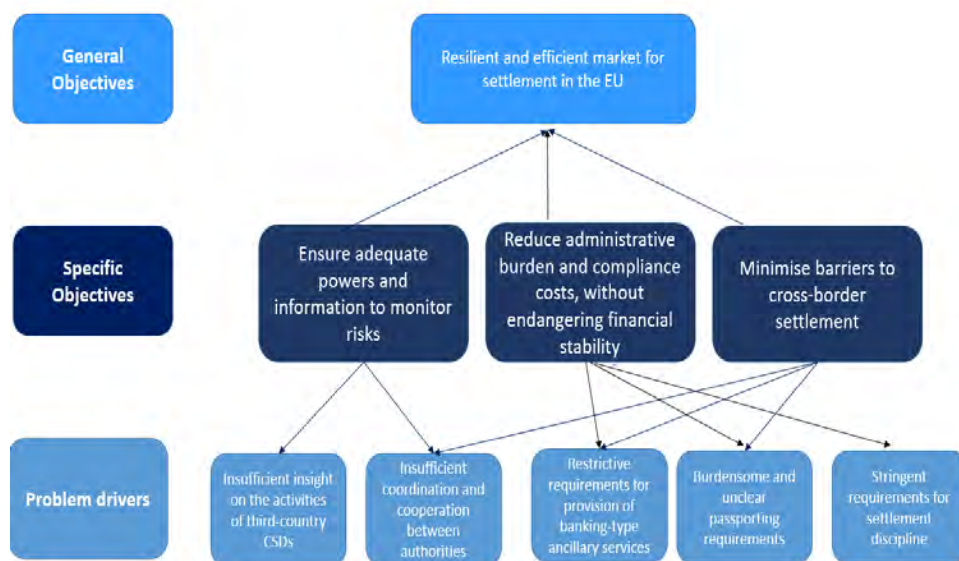 General
Objectives
Resilient and efficient market for
settlement in the EU
Specific
Objectives
Ensure adequate
powers and
information to monitor
risks
Reduce administrative
burden and compliance
costs, without
endangering financial
stability
Minimise barriers to
cross-border
settlement
Problem drivers
Insufficient insight
on the activities
of third-country
CSDs
Insufficient
coordination and
cooperation
between
authorities
Restrictive
requirements for
provision of
banking-type
ancillary services
Burdensome and
unclear
passporting
requirements
Stringent
requirements for
settlement
discipline